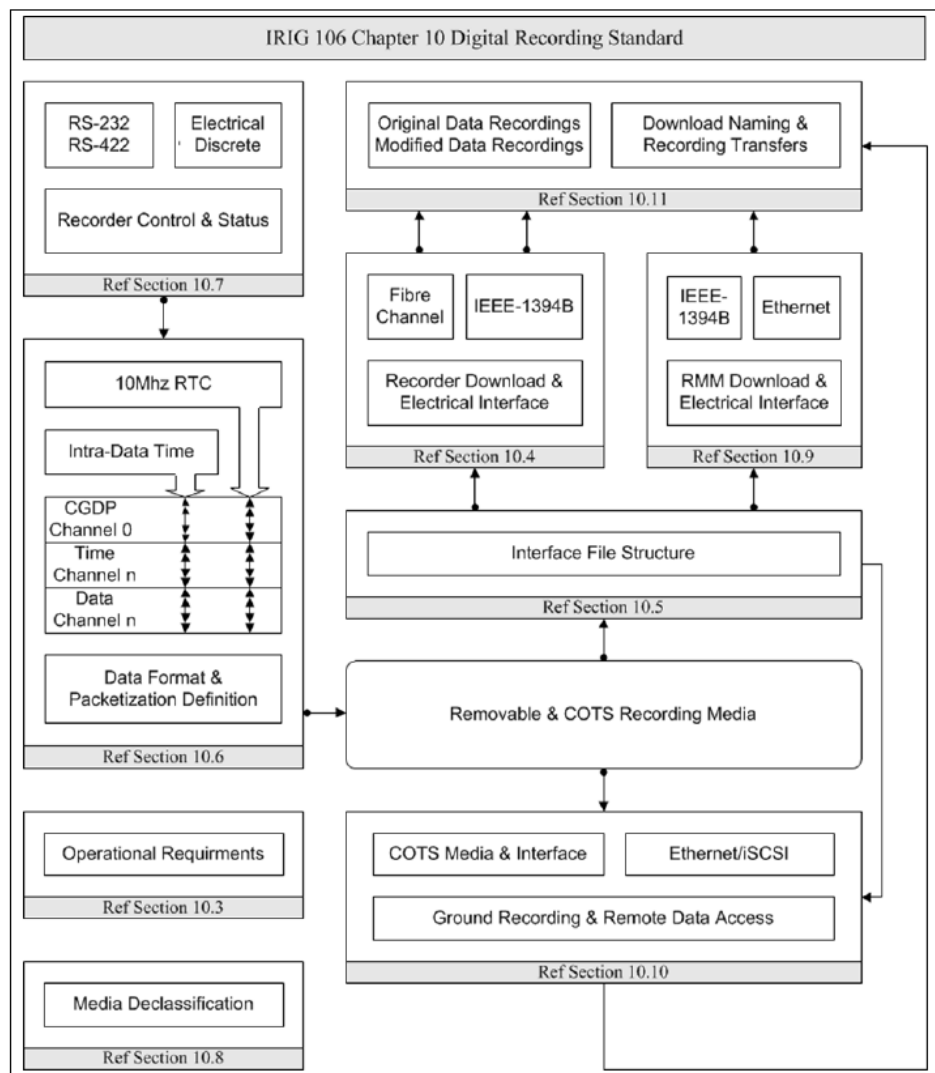 IRIG 106 Chapter 10 Digital Recording Standard
RS-232
RS-422
Electrical
Discrete
Recorder Control & Status
Ref Section 10.7
10Mhz RTC
Intra-Data Time
CGDP
Channel 0
Time
Channel n
Data
Channel n
Data Format &
Packetization Definition
Ref Section 10.6
Operational Requirments
Ref Section 10.3
Media Declassification
Ref Section 10.8
Original Data Recordings
Modified Data Recordings
Download Naming &
Recording Transfers
Ref Section 10.11
Fibre
Channel
IEEE-1394B
Recorder Download &
Electrical Interface
Ref Section 10.4
IEEE-
1394B
Ethernet
RMM Download &
Electrical Interface
Ref Section 10.9
Interface File Structure
Ref Section 10.5
Removable & COTS Recording Media
COTS Media & Interface
Ethernet/iSCSI
Ground Recording & Remote Data Access
Ref Section 10.10